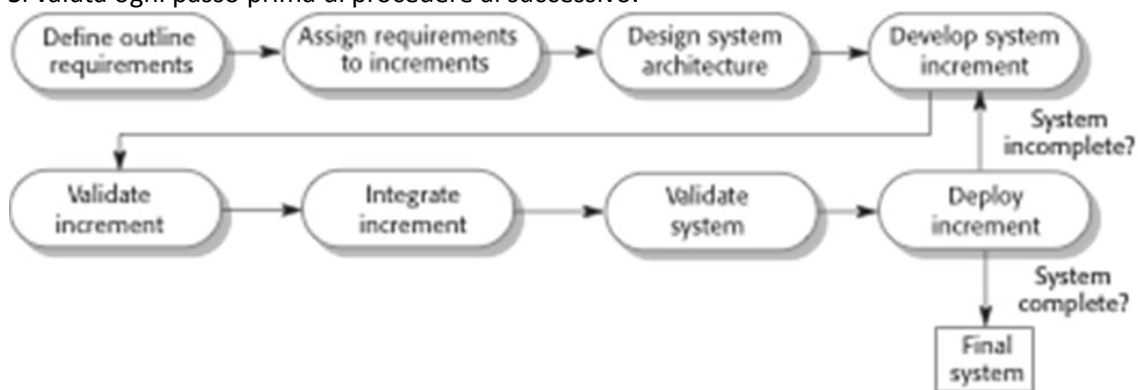 Si valuta ogni passo prima di procedere al successivo.
Define outline
requirements
Assign requirements
to increments
Design system
architecture
Develop system
increment
System
incomplete?
Validate
increment
Integrate
increment
Validate
system
Deploy
increment
System
complete?
Final
system